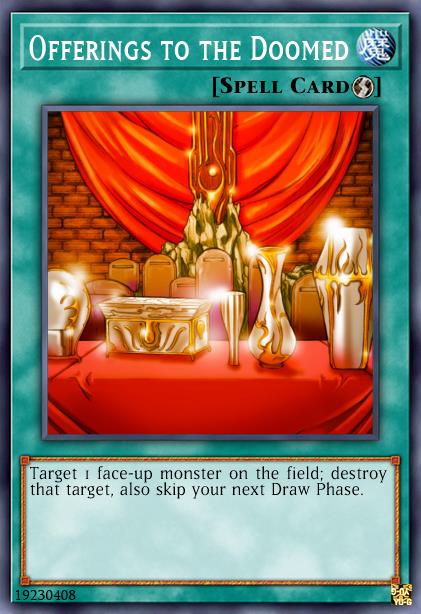 Offerings to the Doomed
魔
[Spell Card]
Target 1 face-up monster on the field; destroy
that target, also skip your next Draw Phase.
19230408